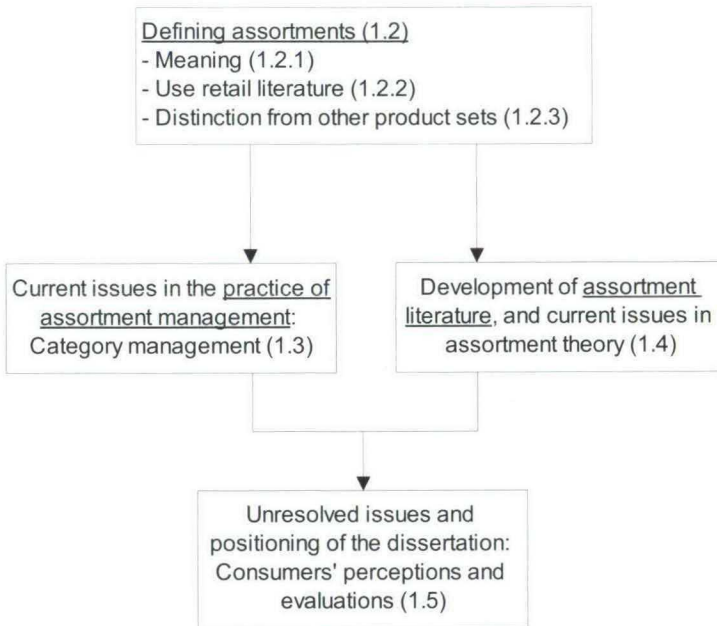 Defining assortments (1.2)
- Meaning (1.2.1)
- Use retail literature (1.2.2)
- Distinction from other product sets (1.2.3)
Current issues in the practice of
assortment management:
Category management (1.3)
Development of assortment
literature, and current issues in
assortment theory (1.4)
Unresolved issues and
positioning of the dissertation:
Consumers' perceptions and
evaluations (1.5)